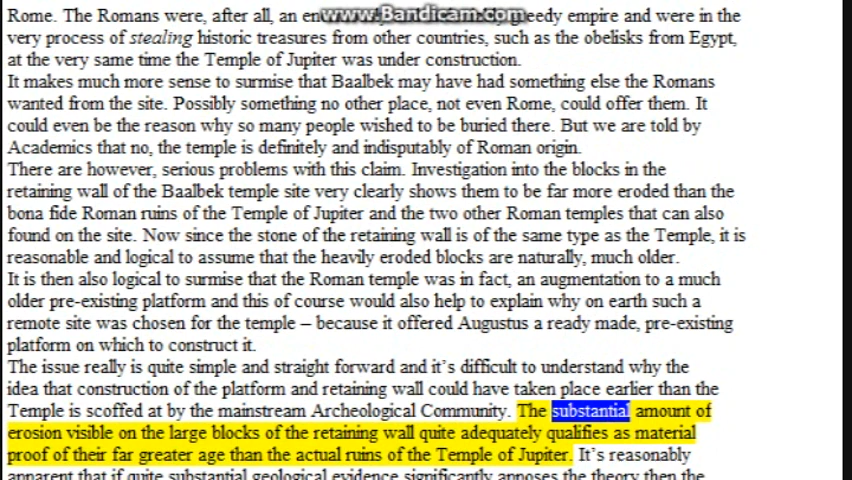 Rome. The Romans were, after all, an eedy empire and were in the
www.Bandicam.com
very process of stealing historic treasures from other countries, such as the obelisks from Egypt,
at the very same time the Temple of Jupiter was under construction.
It makes much more sense to surmise that Baalbek may have had something else the Romans
wanted from the site. Possibly something no other place, not even Rome, could offer them. It
could even be the reason why so many people wished to be buried there. But we are told by
Academics that no, the temple is definitely and indisputably of Roman origin.
There are however, serious problems with this claim. Investigation into the blocks in the
retaining wall of the Baalbek temple site very clearly shows them to be far more eroded than the
bona fide Roman ruins of the Temple of Jupiter and the two other Roman temples that can also
found on the site. Now since the stone of the retaining wall is of the same type as the Temple, it is
reasonable and logical to assume that the heavily eroded blocks are naturally, much older.
It is then also logical to surmise that the Roman temple was in fact, an augmentation to a much
older pre-existing platform and this of course would also help to explain why on earth such a
remote site was chosen for the temple – because it offered Augustus a ready made, pre-existing
platform on which to construct it.
The issue really is quite simple and straight forward and it's difficult to understand why the
idea that construction of the platform and retaining wall could have taken place earlier than the
Temple is scoffed at by the mainstream Archeological Community. The substantial amount of
erosion visible on the large blocks of the retaining wall quite adequately qualifies as material
proof of their far greater age than the actual ruins of the Temple of Jupiter. It's reasonably
apparent that if quite substantial geological evidence significantly apposes the theory then the